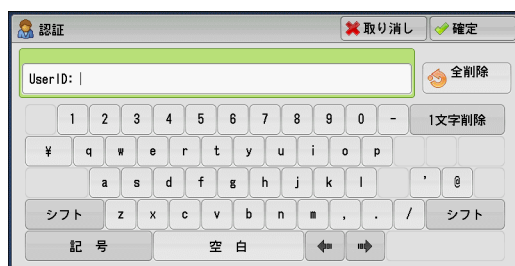 認証 取り消し 確定
UserID: 全削除
1 2 3 4 5 6 7 8 9 0 - 1文字削除
¥ q w e r t y u i o p
a s d f g h j k l ' @
シフト z x c v b n m , . / シフト
記号 空白